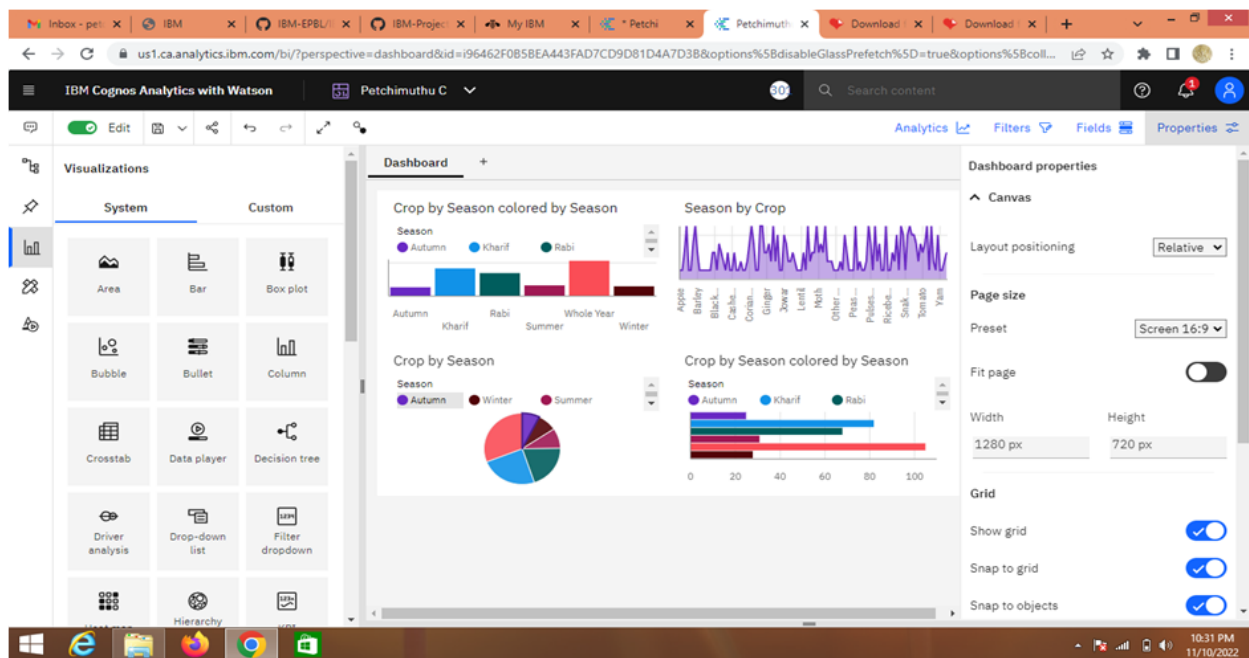 Inbox - pet
IBM
IBM-EPBL/I
IBM-Project
My IBM
* Petchi
Petchimuth
Download
Download
us1.ca.analytics.ibm.com/bi/?perspective=dashboard&id=i96462F0B5BEA443FAD7CD9D81D4A7D3B&options%5BdisableGlassPrefetch%5D=true&options%5Bcoll...
IBM Cognos Analytics with Watson
Petchimuthu C
Search content
1
Edit
Analytics
Filters
Fields
Properties
Visualizations
System
Custom
Area
Bar
Box plot
Bubble
Bullet
Column
Crosstab
Data player
Decision tree
Driver analysis
Drop-down list
Filter dropdown
Hierarchy
Dashboard
+
Crop by Season colored by Season
Season
Autumn
Kharif
Rabi
Autumn
Kharif
Rabi
Summer
Whole Year
Winter
Season by Crop
Apple
Barley
Black...
Cashe...
Corian...
Ginger
Jowar
Lentil
Moth
Other ...
Peas ...
Pulses...
Ricebe...
Snak ...
Tomato
Yam
Crop by Season
Season
Autumn
Winter
Summer
Crop by Season colored by Season
Season
Autumn
Kharif
Rabi
0 20 40 60 80 100
Dashboard properties
Canvas
Layout positioning
Relative
Page size
Preset
Screen 16:9
Fit page
Width
Height
1280 px
720 px
Grid
Show grid
Snap to grid
Snap to objects
10:31 PM
11/10/2022